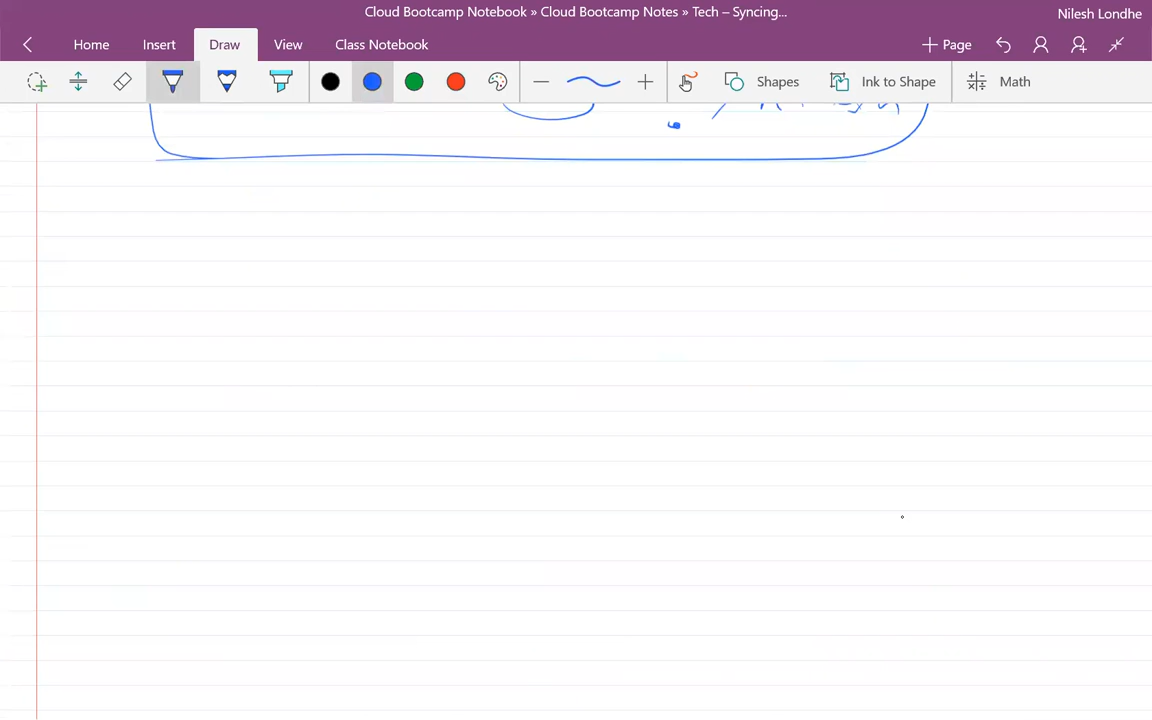 Cloud Bootcamp Notebook » Cloud Bootcamp Notes » Tech – Syncing...
Nilesh Londhe
Home Insert Draw View Class Notebook Page
Shapes Ink to Shape Math